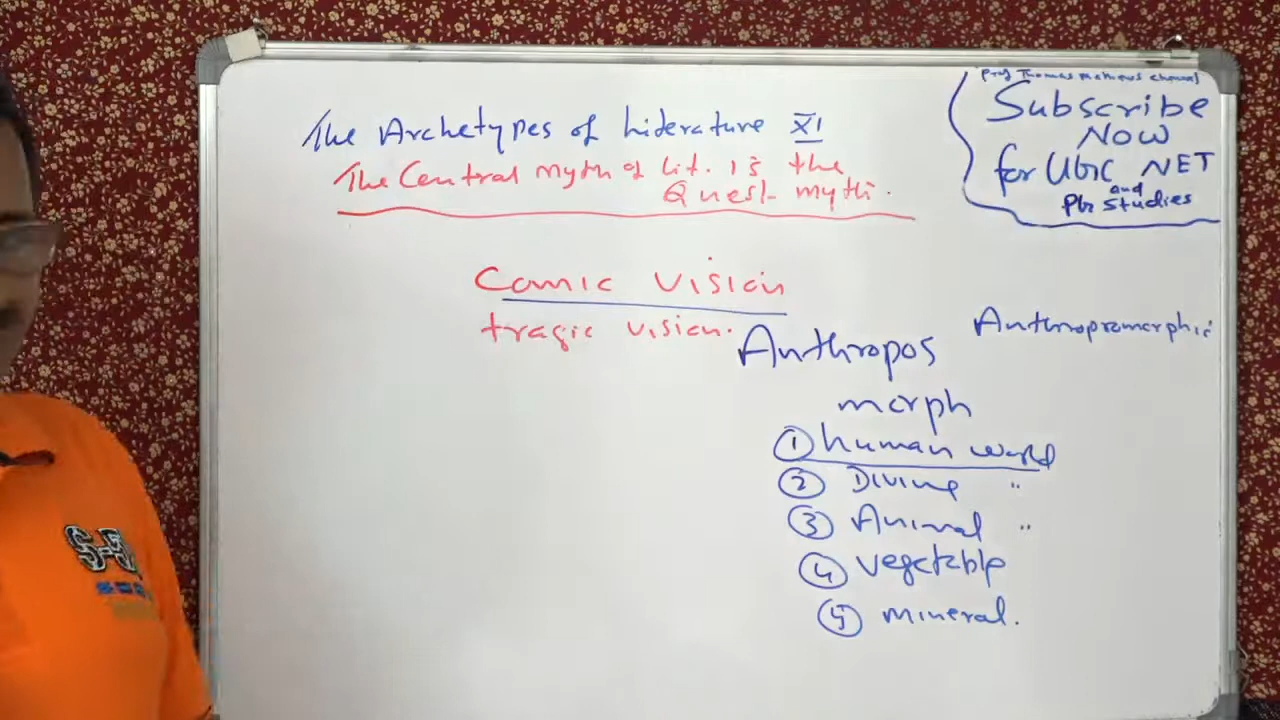 The Archetypes of Literature XI
The Central myth of lit. is the
Quest myth.
Prof Thomas Mathews channel
Subscribe
Now
for UGC NET
and
PG Studies
Comic Vision
tragic vision.
Anthropomorphic
Anthropos
morph
① human world
② Divine "
③ Animal "
④ vegetable
⑤ mineral.